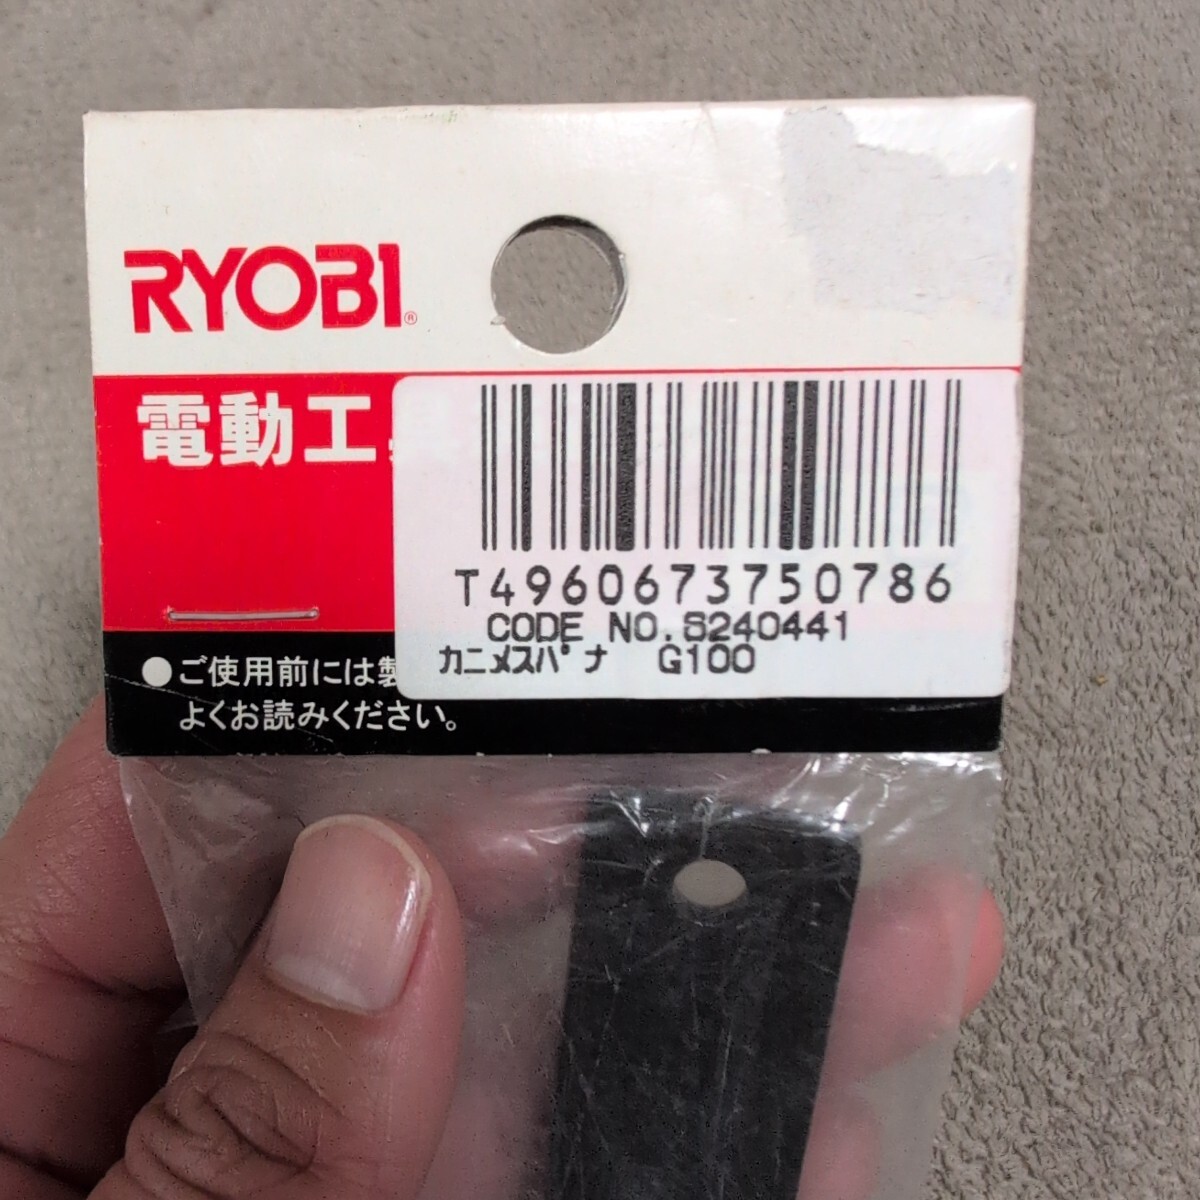 RYOBI®
電動工
T4960673750786
CODE NO. S240441
カニメスパナ G100
●ご使用前には製
よくお読みください。